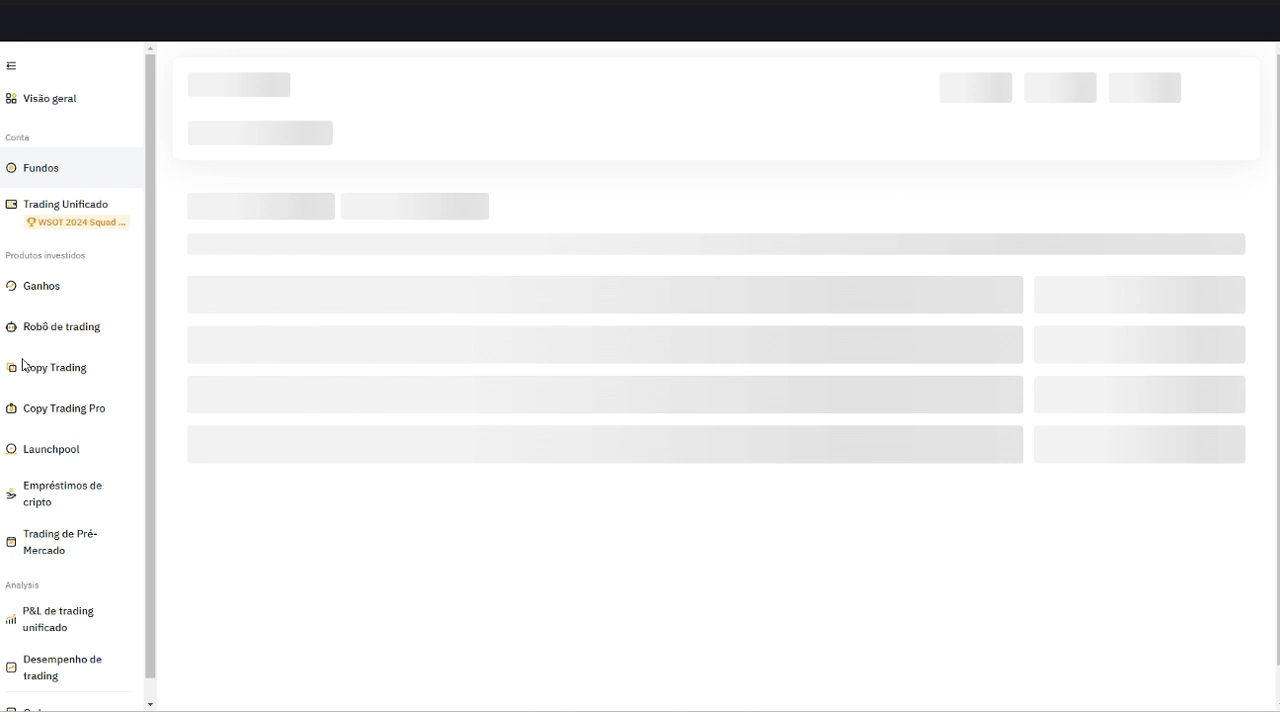 Visão geral
Conta
Fundos
Trading Unificado
WSOT 2024 Squad ...
Produtos investidos
Ganhos
Robô de trading
Copy Trading
Copy Trading Pro
Launchpool
Empréstimos de
cripto
Trading de Pré-
Mercado
Analysis
P&L de trading
unificado
Desempenho de
trading